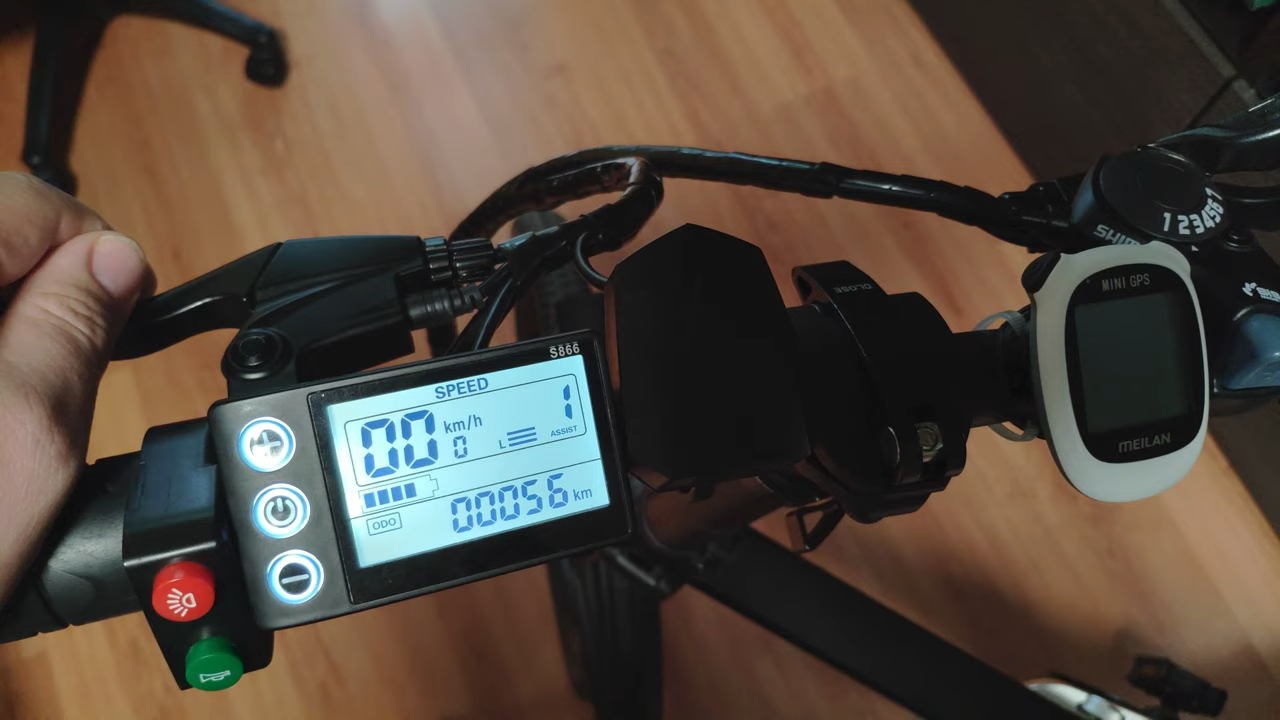 S866
SPEED
00 km/h
0
1
L
ASSIST
ODO
00056 km
CLOSE
1 2 3 4 5 6 7
MINI GPS
MEILAN